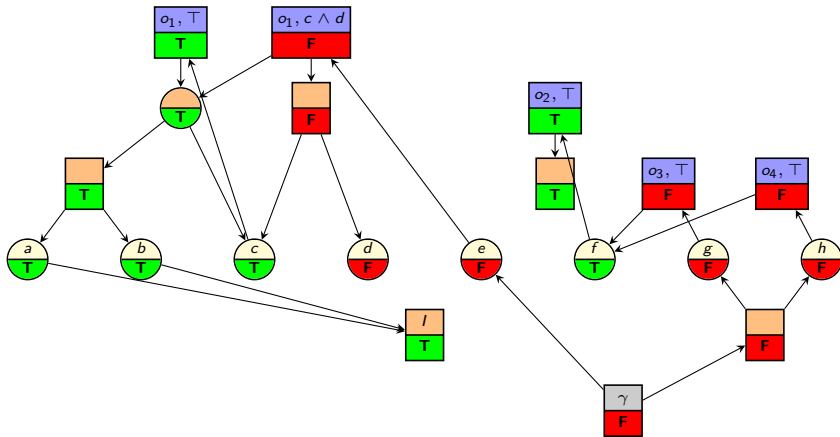 o₁, ⊤
T
o₁, c ∧ d
F
T
F
o₂, ⊤
T
T
T
o₃, ⊤
F
o₄, ⊤
F
a
T
b
T
c
T
d
F
e
F
f
T
g
F
h
F
I
T
F
γ
F